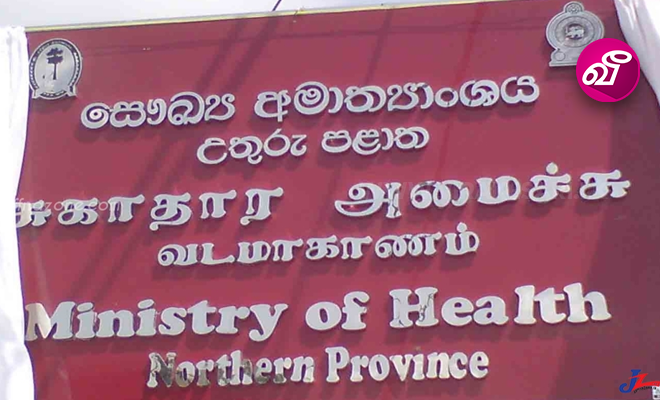 සෞඛ්‍ය අමාත්‍යාංශය
උතුරු පළාත
சுகாதார அமைச்சு
வடமாகாணம்
Ministry of Health
Northern Province
வீ